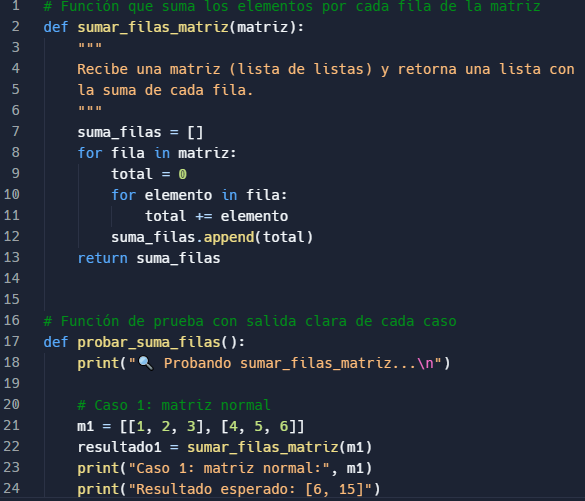 1 # Función que suma los elementos por cada fila de la matriz
2 def sumar_filas_matriz(matriz):
3     """
4     Recibe una matriz (lista de listas) y retorna una lista con
5     la suma de cada fila.
6     """
7     suma_filas = []
8     for fila in matriz:
9         total = 0
10         for elemento in fila:
11             total += elemento
12         suma_filas.append(total)
13     return suma_filas
14
15
16 # Función de prueba con salida clara de cada caso
17 def probar_suma_filas():
18     print("🔍 Probando sumar_filas_matriz...\n")
19
20     # Caso 1: matriz normal
21     m1 = [[1, 2, 3], [4, 5, 6]]
22     resultado1 = sumar_filas_matriz(m1)
23     print("Caso 1: matriz normal:", m1)
24     print("Resultado esperado: [6, 15]")